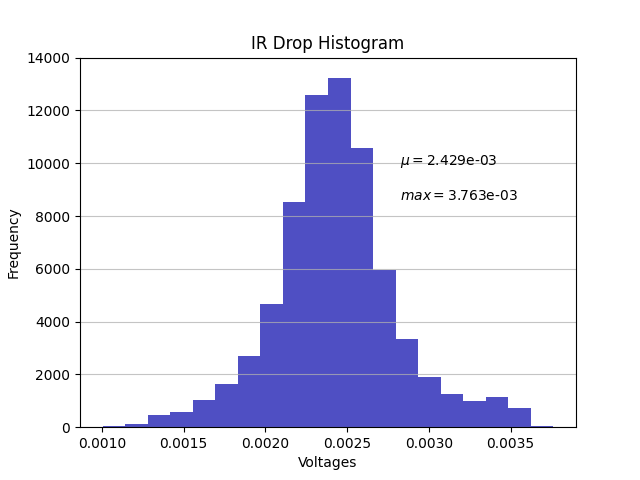 IR Drop Histogram
14000
12000
10000
8000
6000
4000
2000
0
Frequency
μ = 2.429e-03
max = 3.763e-03
0.0010 0.0015 0.0020 0.0025 0.0030 0.0035
Voltages